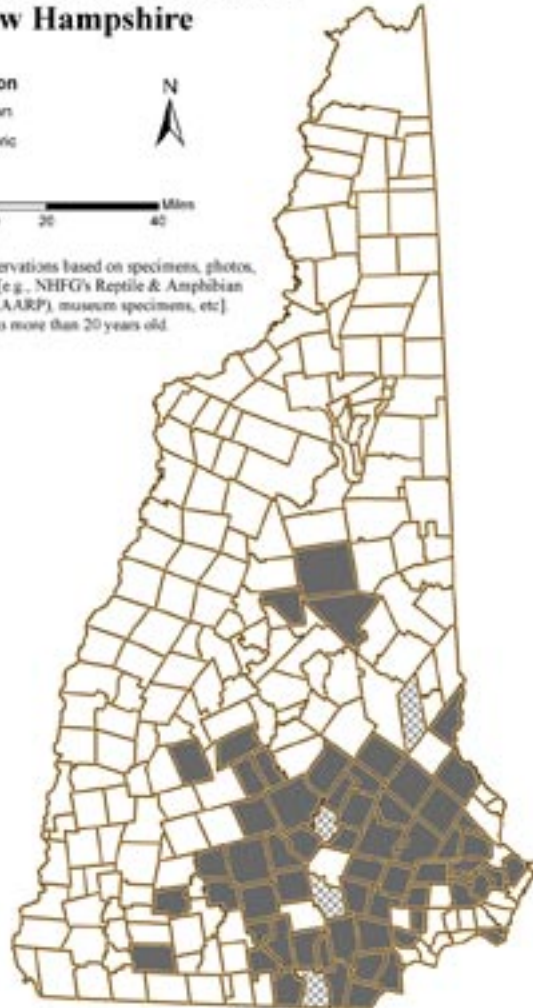 w Hampshire
on
N
Miles
20
40
ervations based on specimens, photos,
[e.g., NHFG's Reptile & Amphibian
AARP), museum specimens, etc].
o more than 20 years old.